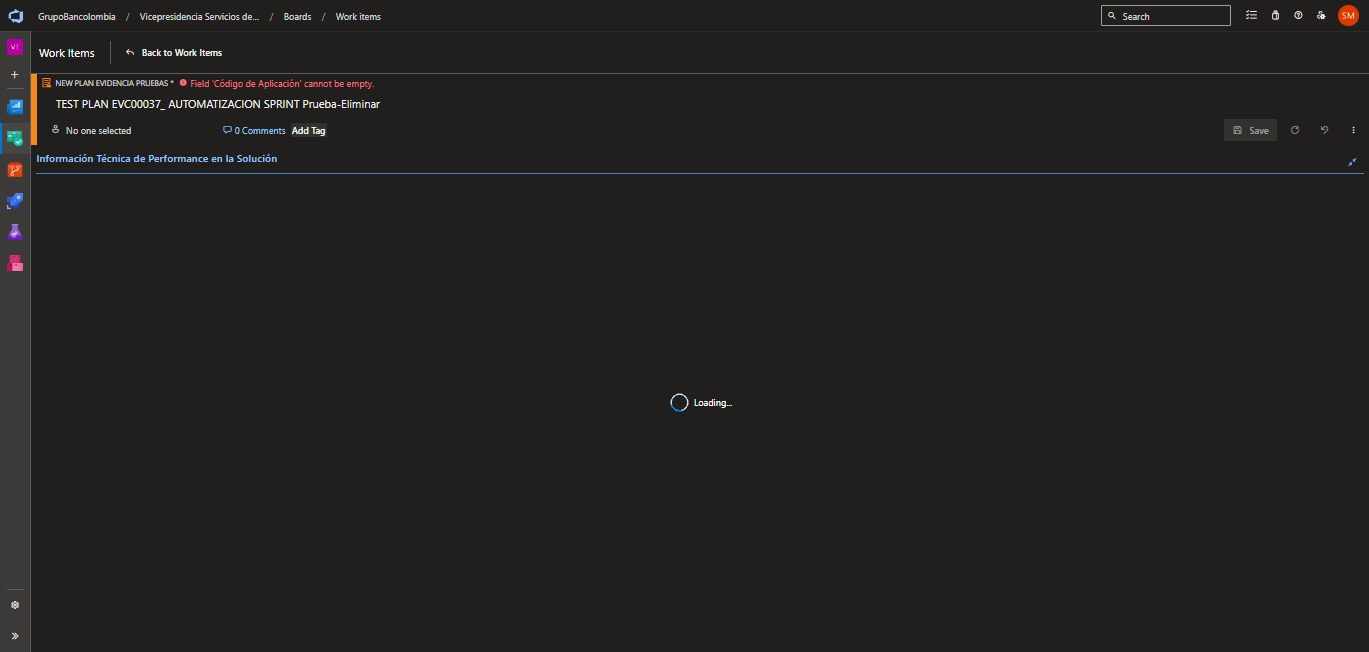 GrupoBancolombia / Vicepresidencia Servicios de... / Boards / Work items
Search
SM
VT
Work Items
Back to Work Items
NEW PLAN EVIDENCIA PRUEBAS * Field 'Código de Aplicación' cannot be empty.
TEST PLAN EVC00037_ AUTOMATIZACION SPRINT Prueba-Eliminar
No one selected
0 Comments
Add Tag
Save
Información Técnica de Performance en la Solución
Loading...